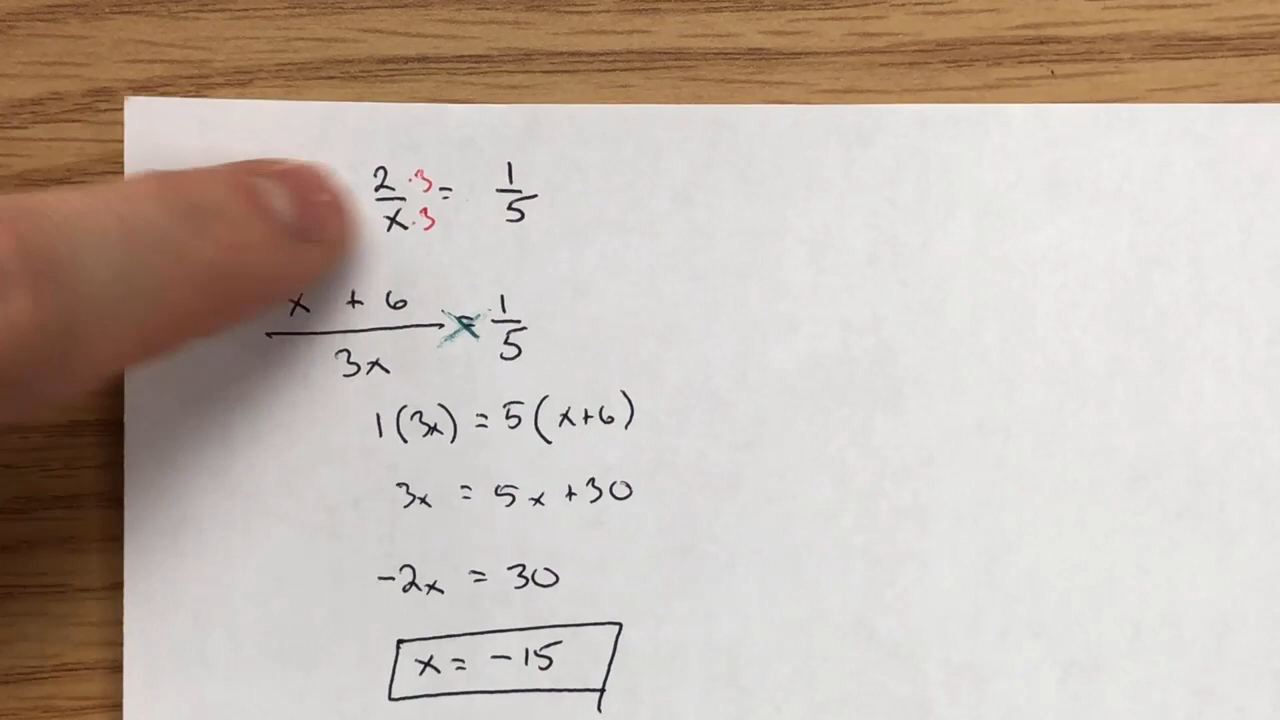 2/x ·3/·3 = 1/5
x + 6 / 3x = 1/5
1(3x) = 5(x+6)
3x = 5x +30
-2x = 30
x = -15